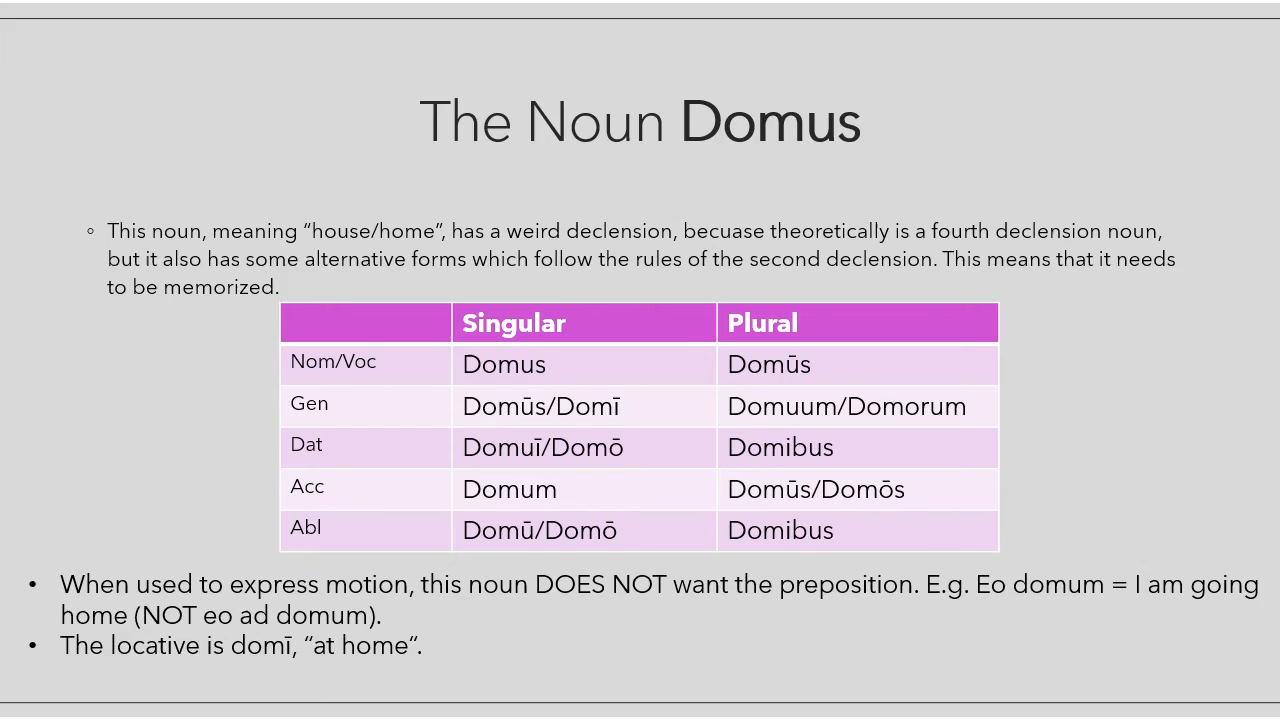 The Noun Domus
◦ This noun, meaning “house/home”, has a weird declension, becuase theoretically is a fourth declension noun,
but it also has some alternative forms which follow the rules of the second declension. This means that it needs
to be memorized.
Singular Plural
Nom/Voc Domus Domūs
Gen Domūs/Domī Domuum/Domorum
Dat Domuī/Domō Domibus
Acc Domum Domūs/Domōs
Abl Domū/Domō Domibus
• When used to express motion, this noun DOES NOT want the preposition. E.g. Eo domum = I am going
home (NOT eo ad domum).
• The locative is domī, “at home“.